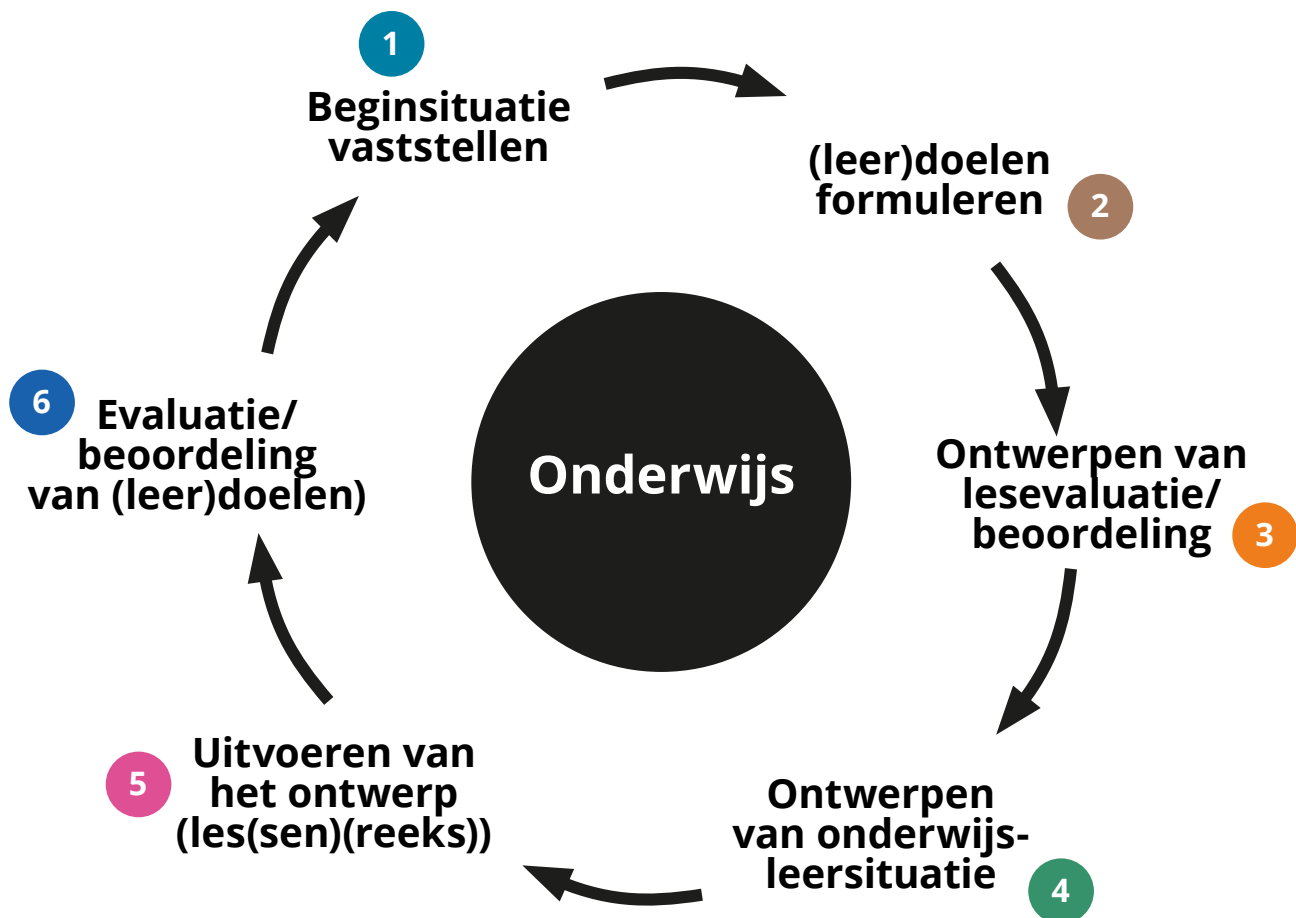 1
Beginsituatie
vaststellen
(leer)doelen
formuleren
2
Ontwerpen van
lesevaluatie/
beoordeling
3
Ontwerpen
van onderwijs-
leersituatie
4
Uitvoeren van
het ontwerp
(les(sen)(reeks))
5
6
Evaluatie/
beoordeling
van (leer)doelen)
Onderwijs